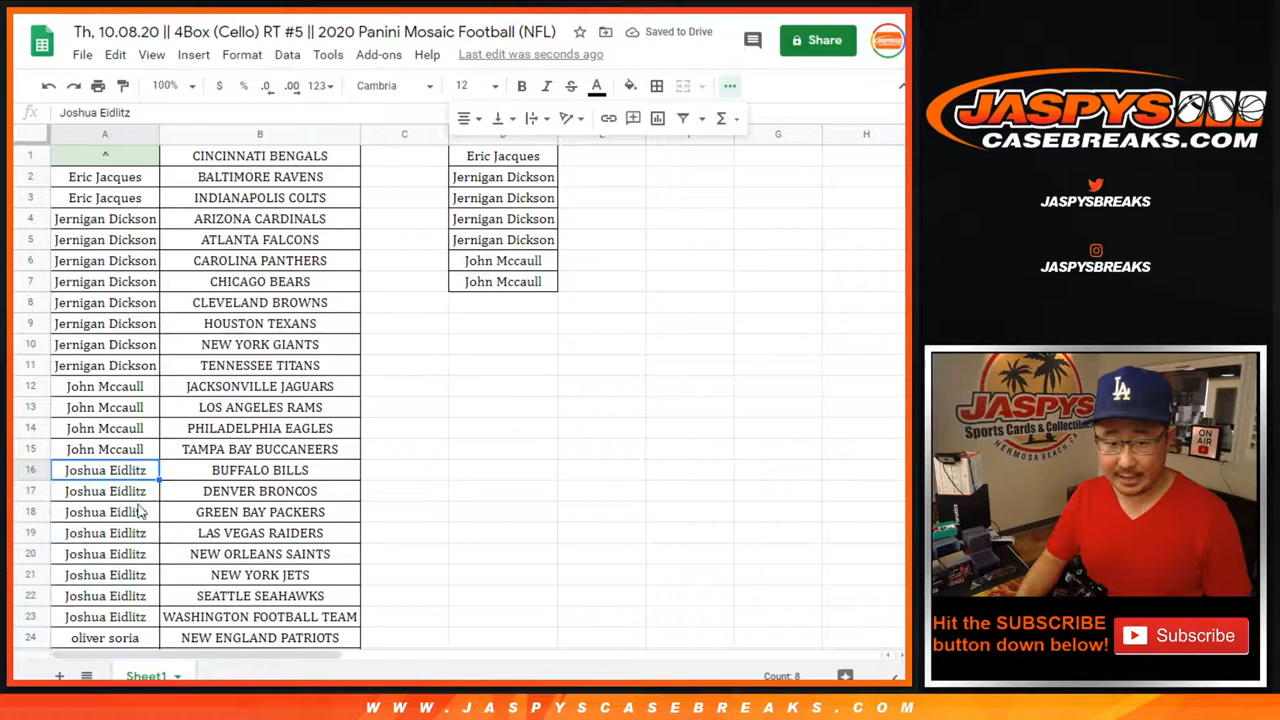 Th, 10.08.20 || 4Box (Cello) RT #5 || 2020 Panini Mosaic Football (NFL) Saved to Drive
File Edit View Insert Format Data Tools Add-ons Help Last edit was seconds ago
Share
100% $ % .0 .00 123 Cambria 12 B I S A
fx Joshua Eidlitz
A B C G H
1 ^ CINCINNATI BENGALS Eric Jacques
2 Eric Jacques BALTIMORE RAVENS Jernigan Dickson
3 Eric Jacques INDIANAPOLIS COLTS Jernigan Dickson
4 Jernigan Dickson ARIZONA CARDINALS Jernigan Dickson
5 Jernigan Dickson ATLANTA FALCONS Jernigan Dickson
6 Jernigan Dickson CAROLINA PANTHERS John Mccaull
7 Jernigan Dickson CHICAGO BEARS John Mccaull
8 Jernigan Dickson CLEVELAND BROWNS
9 Jernigan Dickson HOUSTON TEXANS
10 Jernigan Dickson NEW YORK GIANTS
11 Jernigan Dickson TENNESSEE TITANS
12 John Mccaull JACKSONVILLE JAGUARS
13 John Mccaull LOS ANGELES RAMS
14 John Mccaull PHILADELPHIA EAGLES
15 John Mccaull TAMPA BAY BUCCANEERS
16 Joshua Eidlitz BUFFALO BILLS
17 Joshua Eidlitz DENVER BRONCOS
18 Joshua Eidlitz GREEN BAY PACKERS
19 Joshua Eidlitz LAS VEGAS RAIDERS
20 Joshua Eidlitz NEW ORLEANS SAINTS
21 Joshua Eidlitz NEW YORK JETS
22 Joshua Eidlitz SEATTLE SEAHAWKS
23 Joshua Eidlitz WASHINGTON FOOTBALL TEAM
24 oliver soria NEW ENGLAND PATRIOTS
Sheet1 Count: 8
JASPYS
CASEBREAKS.COM
JASPYSBREAKS
JASPYSBREAKS
JASPYS
Sports Cards & Collectibles
HERMOSA BEACH, CA
LA
ON AIR
Hit the SUBSCRIBE
button down below!
Subscribe
WWW.JASPYSCASEBREAKS.COM